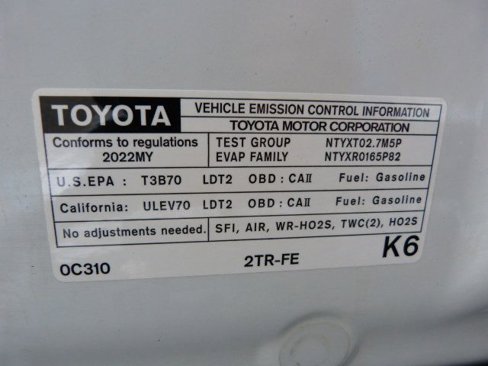 TOYOTA VEHICLE EMISSION CONTROL INFORMATION
TOYOTA MOTOR CORPORATION
Conforms to regulations TEST GROUP NTYXT02.7M5P
2022MY EVAP FAMILY NTYXR0165P82
U.S.EPA : T3B70 LDT2 OBD : CAII Fuel: Gasoline
California: ULEV70 LDT2 OBD : CAII Fuel: Gasoline
No adjustments needed. SFI, AIR, WR-HO2S, TWC(2), HO2S
0C310 2TR-FE K6